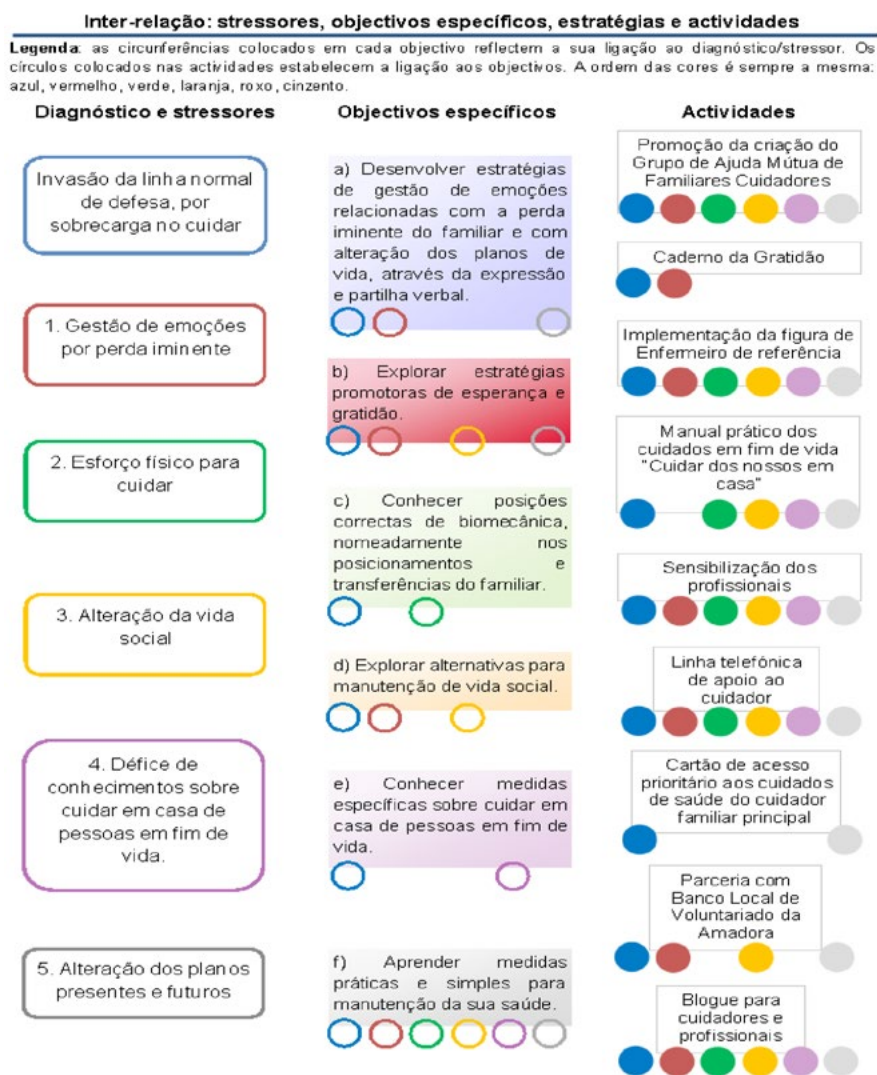 Inter-relação: stressores, objectivos específicos, estratégias e actividades
Legenda: as circunferências colocados em cada objectivo reflectem a sua ligação ao diagnóstico/stressor. Os
círculos colocados nas actividades estabelecem a ligação aos objectivos. A ordem das cores é sempre a mesma:
azul, vermelho, verde, laranja, roxo, cinzento.
Diagnóstico e stressores
Invasão da linha normal
de defesa, por
sobrecarga no cuidar
1. Gestão de emoções
por perda iminente
2. Esforço físico para
cuidar
3. Alteração da vida
social
4. Défice de
conhecimentos sobre
cuidar em casa de
pessoas em fim de
vida.
5. Alteração dos planos
presentes e futuros
Objectivos específicos
a) Desenvolver estratégias
de gestão de emoções
relacionadas com a perda
iminente do familiar e com
alteração dos planos de
vida, através da expressão
e partilha verbal.
b) Explorar estratégias
promotoras de esperança e
gratidão.
c) Conhecer posições
correctas de biomecânica,
nomeadamente nos
posicionamentos e
transferências do familiar.
d) Explorar alternativas para
manutenção de vida social.
e) Conhecer medidas
específicas sobre cuidar em
casa de pessoas em fim de
vida.
f) Aprender medidas
práticas e simples para
manutenção da sua saúde.
Actividades
Promoção da criação do
Grupo de Ajuda Mútua de
Familiares Cuidadores
Caderno da Gratidão
Implementação da figura de
Enfermeiro de referência
Manual prático dos
cuidados em fim de vida
"Cuidar dos nossos em
casa"
Sensibilização dos
profissionais
Linha telefónica
de apoio ao
cuidador
Cartão de acesso
prioritário aos cuidados
de saúde do cuidador
familiar principal
Parceria com
Banco Local de
Voluntariado da
Amadora
Blogue para
cuidadores e
profissionais